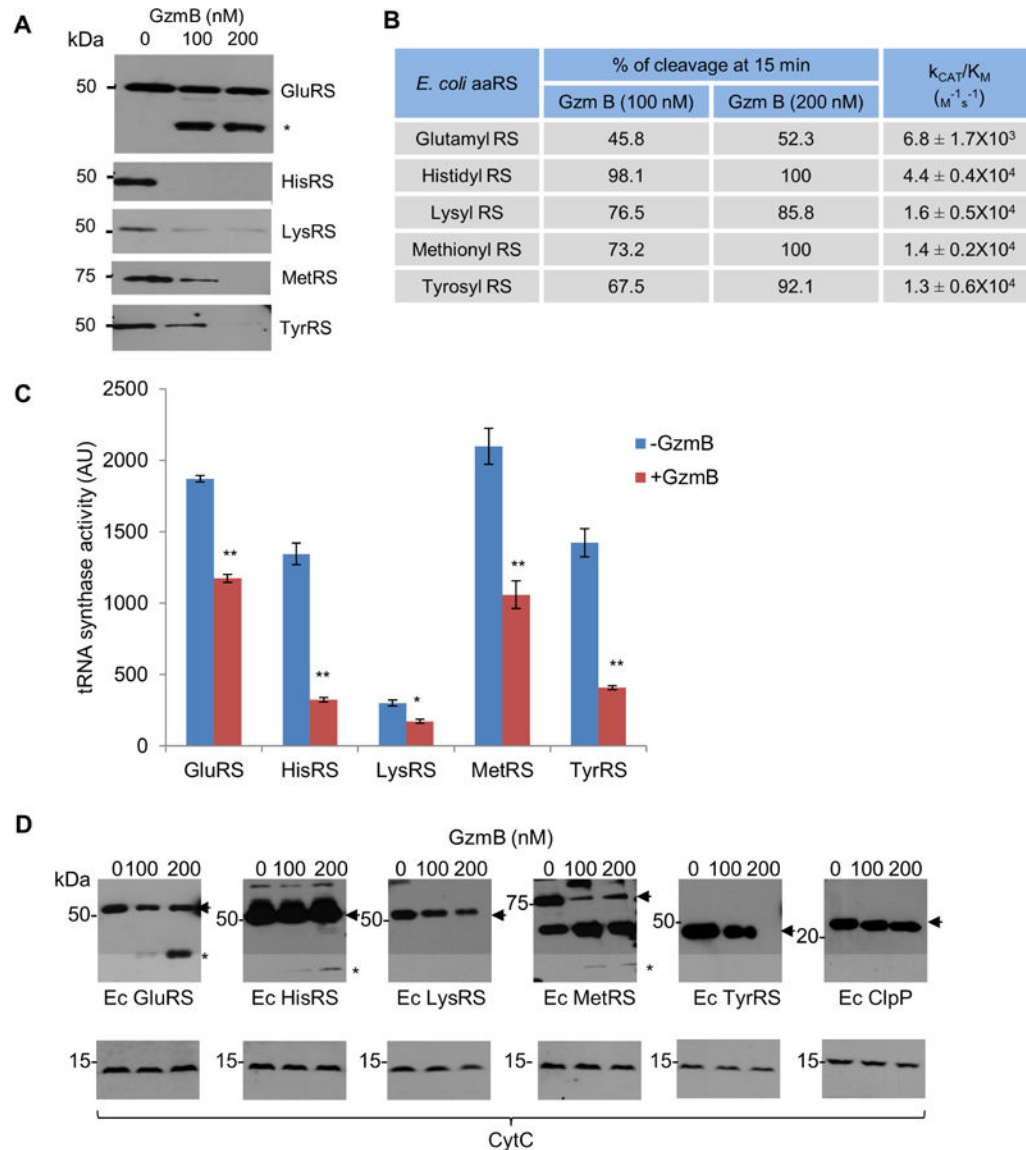 A
GzmB (nM)
kDa 0 100 200
50 GluRS
*
50 HisRS
50 LysRS
75 MetRS
50 TyrRS
B
E. coli aaRS % of cleavage at 15 min kCAT/KM (M-1s-1)
Gzm B (100 nM) Gzm B (200 nM)
Glutamyl RS 45.8 52.3 6.8 ± 1.7X10³
Histidyl RS 98.1 100 4.4 ± 0.4X10⁴
Lysyl RS 76.5 85.8 1.6 ± 0.5X10⁴
Methionyl RS 73.2 100 1.4 ± 0.2X10⁴
Tyrosyl RS 67.5 92.1 1.3 ± 0.6X10⁴
C
tRNA synthase activity (AU)
2500
2000
1500
1000
500
0
-GzmB
+GzmB
** ** * ** **
GluRS HisRS LysRS MetRS TyrRS
D
GzmB (nM)
kDa 0 100 200 0 100 200 0 100 200 0 100 200 0 100 200 0 100 200
50 50 50 75 50 20
* * *
Ec GluRS Ec HisRS Ec LysRS Ec MetRS Ec TyrRS Ec ClpP
15 15 15 15 15 15
CytC